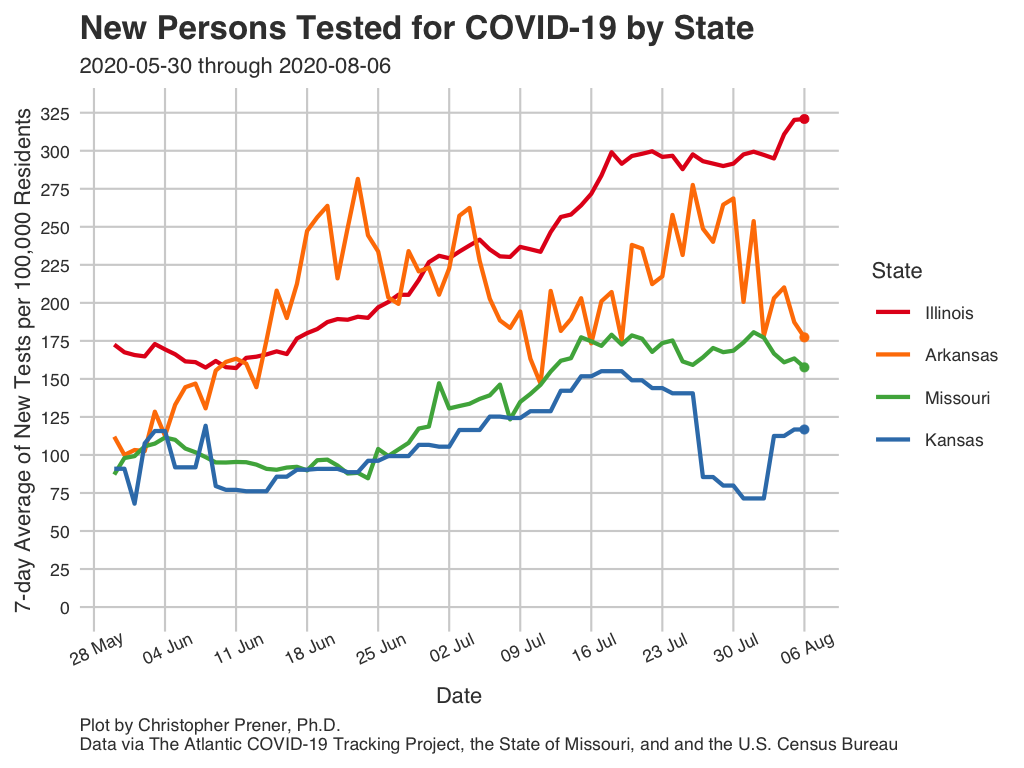 New Persons Tested for COVID-19 by State
2020-05-30 through 2020-08-06
7-day Average of New Tests per 100,000 Residents
325
300
275
250
225
200
175
150
125
100
75
50
25
0
28 May
04 Jun
11 Jun
18 Jun
25 Jun
02 Jul
09 Jul
16 Jul
23 Jul
30 Jul
06 Aug
Date
State
Illinois
Arkansas
Missouri
Kansas
Plot by Christopher Prener, Ph.D.
Data via The Atlantic COVID-19 Tracking Project, the State of Missouri, and and the U.S. Census Bureau